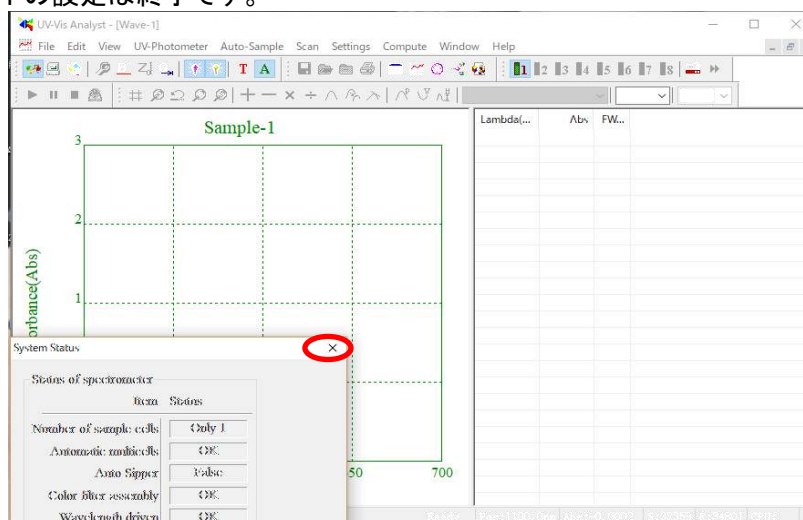 の設定は終了です。
UV-Vis Analyst - [Wave-1]
File Edit View UV-Photometer Auto-Sample Scan Settings Compute Window Help
T A 1 2 3 4 5 6 7 8
Sample-1
Lambda(... Abs FW...
3
2
1
orbance(Abs)
50 700
System Status
Status of spectrometer
Item Status
Number of sample cells Only 1
Automatic multicells OK
Auto Sipper False
Color filter assembly OK
Wavelength driven OK
Ready